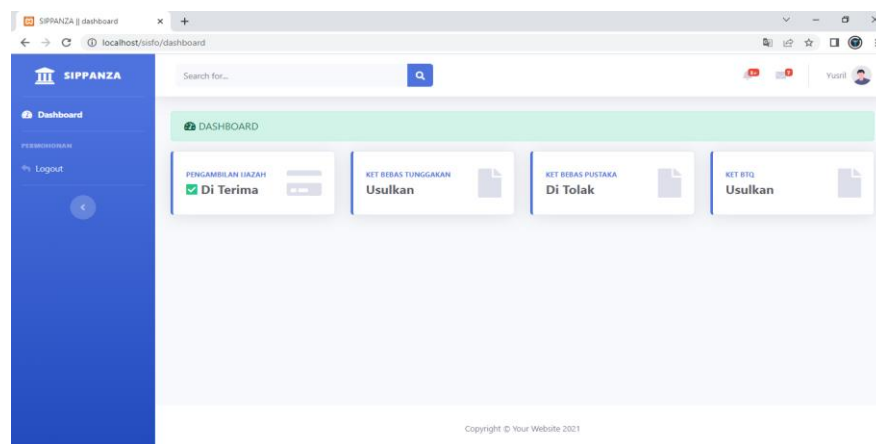 SIPPANZA || dashboard
localhost/sisfo/dashboard
SIPPANZA
Search for...
Yusril
Dashboard
DASHBOARD
PERMOHONAN
Logout
PENGAMBILAN IJAZAH
Di Terima
KET BEBAS TUNGGAKAN
Usulkan
KET BEBAS PUSTAKA
Di Tolak
KET BTQ
Usulkan
Copyright © Your Website 2021